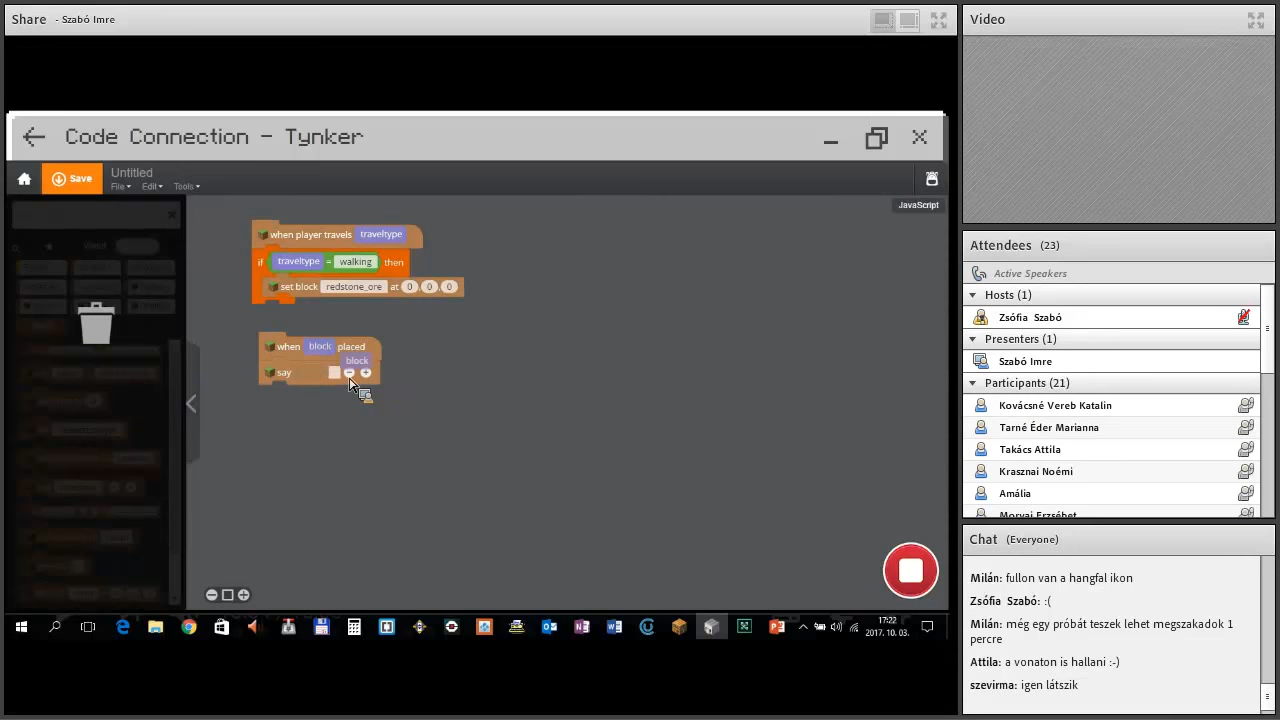 Share - Szabó Imre
Code Connection - Tynker
Save
Untitled
File Edit Tools
JavaScript
when player travels traveltype
if traveltype = walking then
set block redstone_ore at 0 0 0
when block placed
block
say
17:22
2017. 10. 03.
Video
Attendees (23)
Active Speakers
Hosts (1)
Zsófia Szabó
Presenters (1)
Szabó Imre
Participants (21)
Kovácsné Vereb Katalin
Tarné Éder Marianna
Takács Attila
Krasznai Noémi
Amália
Morvai Erzsébet
Chat (Everyone)
Milán: fullon van a hangfal ikon
Zsófia Szabó: :(
Milán: még egy próbát teszek lehet megszakadok 1
percre
Attila: a vonaton is hallani :-)
szevirma: igen látszik